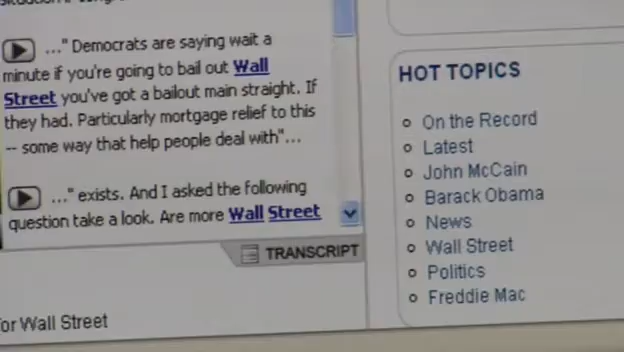 ..." Democrats are saying wait a
minute if you're going to bail out Wall
Street you've got a bailout main straight. If
they had. Particularly mortgage relief to this
-- some way that help people deal with"...
..." exists. And I asked the following
question take a look. Are more Wall Street
TRANSCRIPT
or Wall Street
HOT TOPICS
On the Record
Latest
John McCain
Barack Obama
News
Wall Street
Politics
Freddie Mac